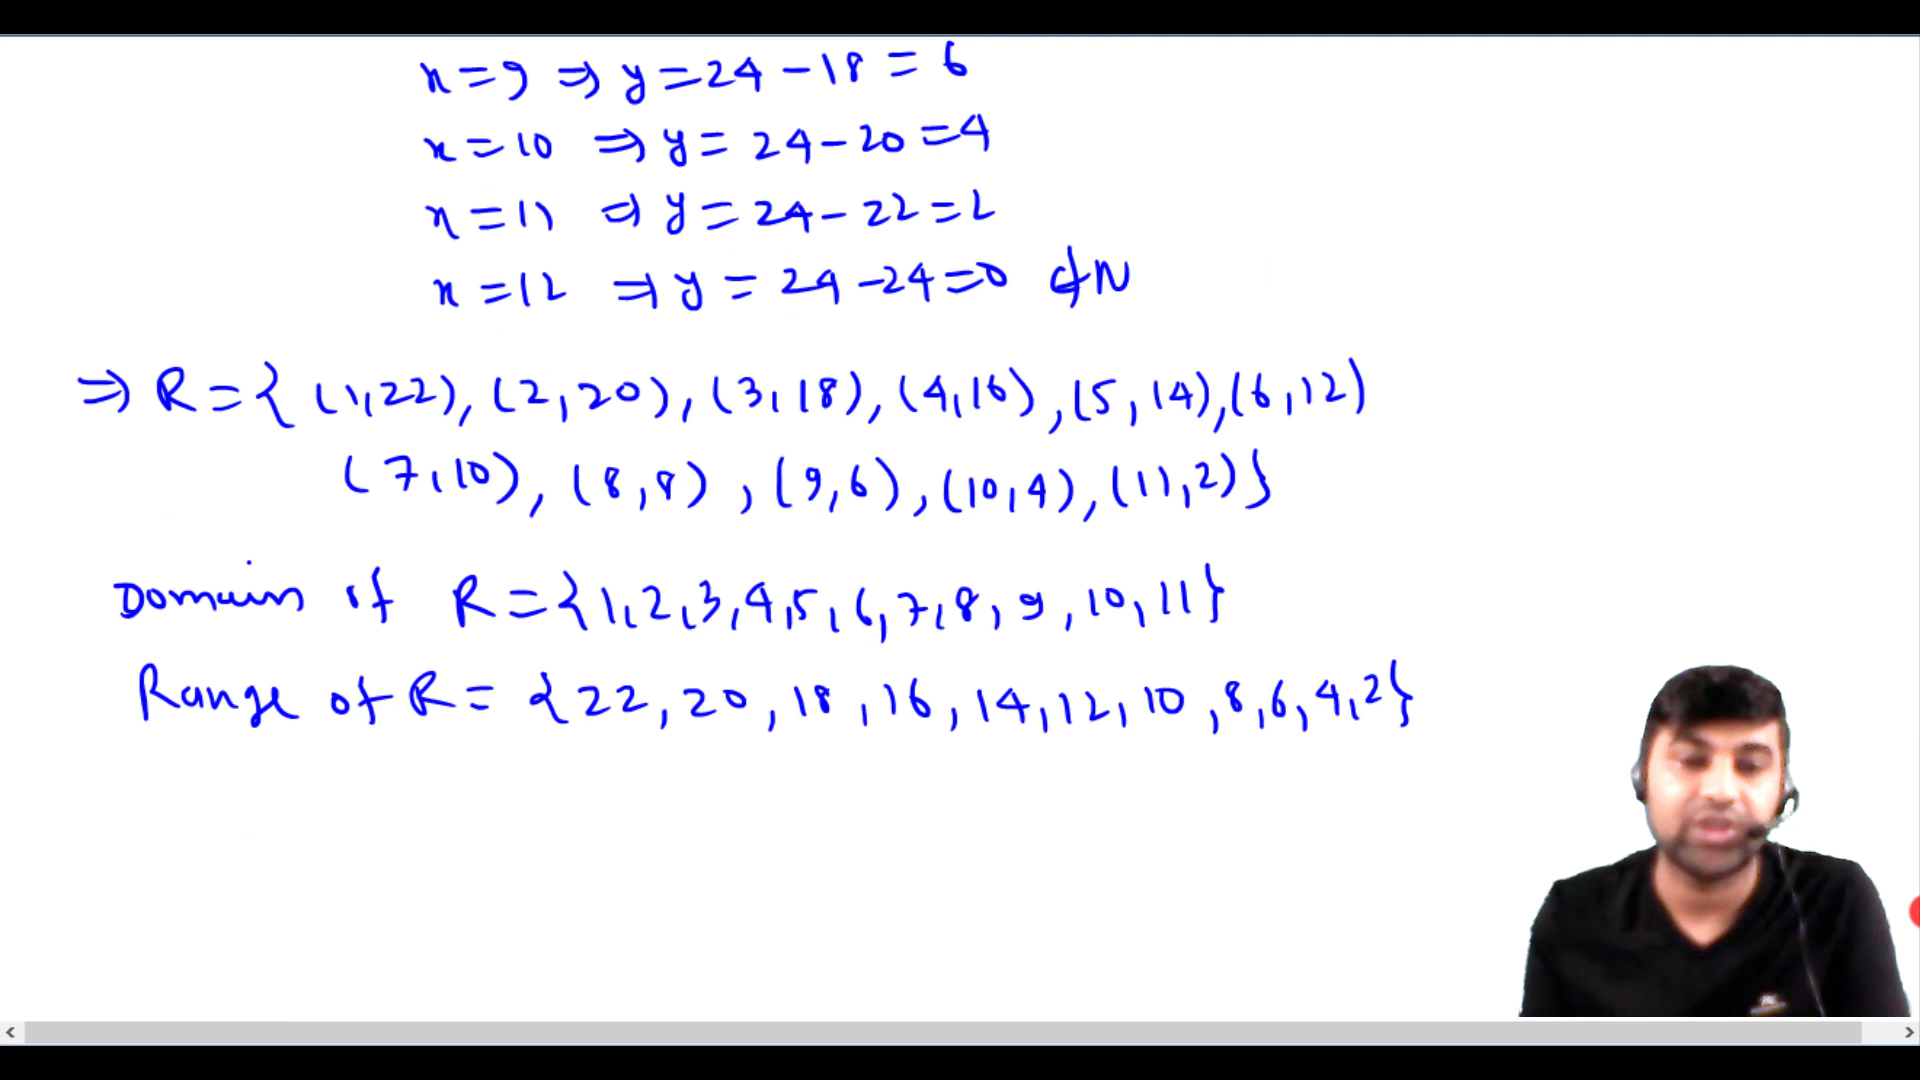 x=9 ⇒ y=24-18=6
x=10 ⇒ y=24-20=4
x=11 ⇒ y=24-22=2
x=12 ⇒ y=24-24=0 ∉N
⇒ R={(1,22),(2,20),(3,18),(4,16),(5,14),(6,12)
(7,10),(8,8),(9,6),(10,4),(11,2)}
Domain of R={1,2,3,4,5,6,7,8,9,10,11}
Range of R={22,20,18,16,14,12,10,8,6,4,2}